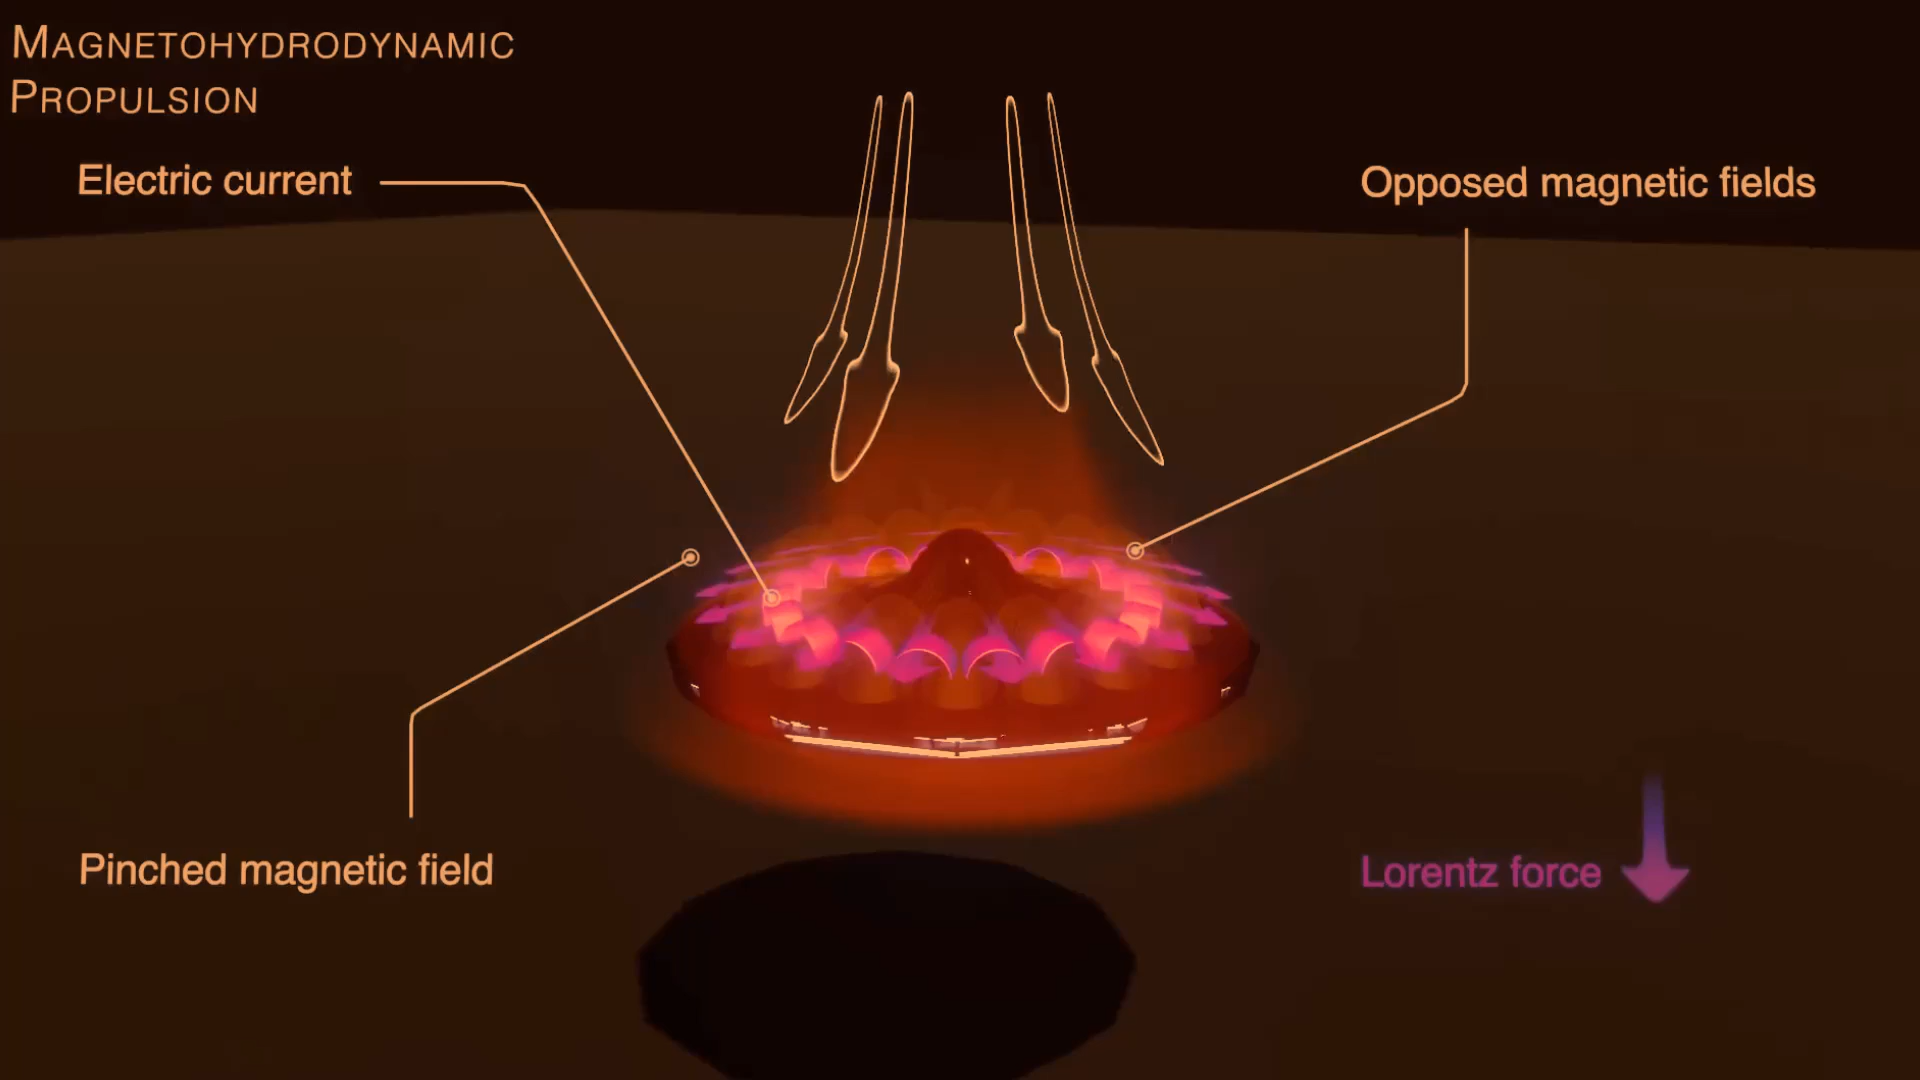 MAGNETOHYDRODYNAMIC
PROPULSION
Electric current
Opposed magnetic fields
Pinched magnetic field
Lorentz force